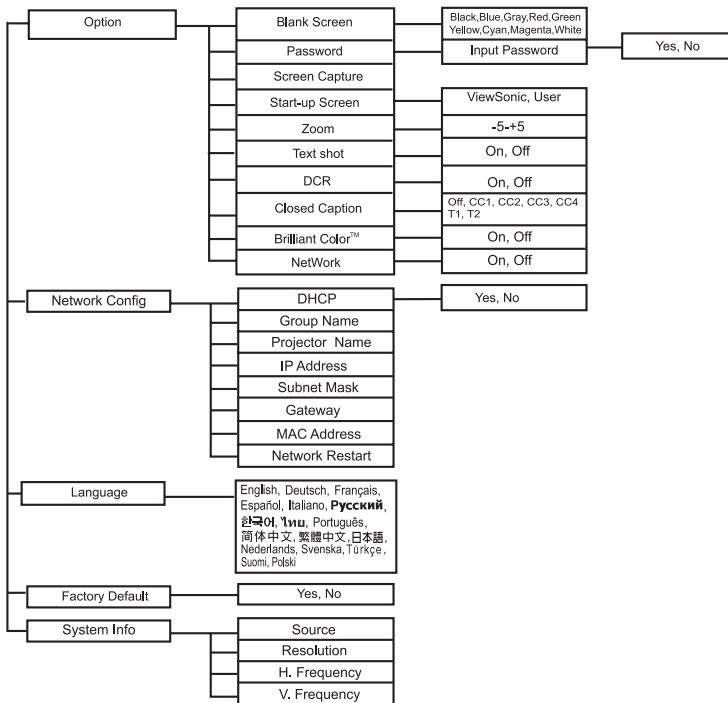 Option
Blank Screen
Black,Blue,Gray,Red,Green
Yellow,Cyan,Magenta,White
Password
Input Password
Yes, No
Screen Capture
Start-up Screen
ViewSonic, User
Zoom
-5-+5
Text shot
On, Off
DCR
On, Off
Closed Caption
Off, CC1, CC2, CC3, CC4
T1, T2
Brilliant Color™
On, Off
NetWork
On, Off
Network Config
DHCP
Yes, No
Group Name
Projector Name
IP Address
Subnet Mask
Gateway
MAC Address
Network Restart
Language
English, Deutsch, Français,
Español, Italiano, Русский,
한국어, ไทย, Português,
简体中文, 繁體中文, 日本語,
Nederlands, Svenska, Türkçe,
Suomi, Polski
Factory Default
Yes, No
System Info
Source
Resolution
H. Frequency
V. Frequency